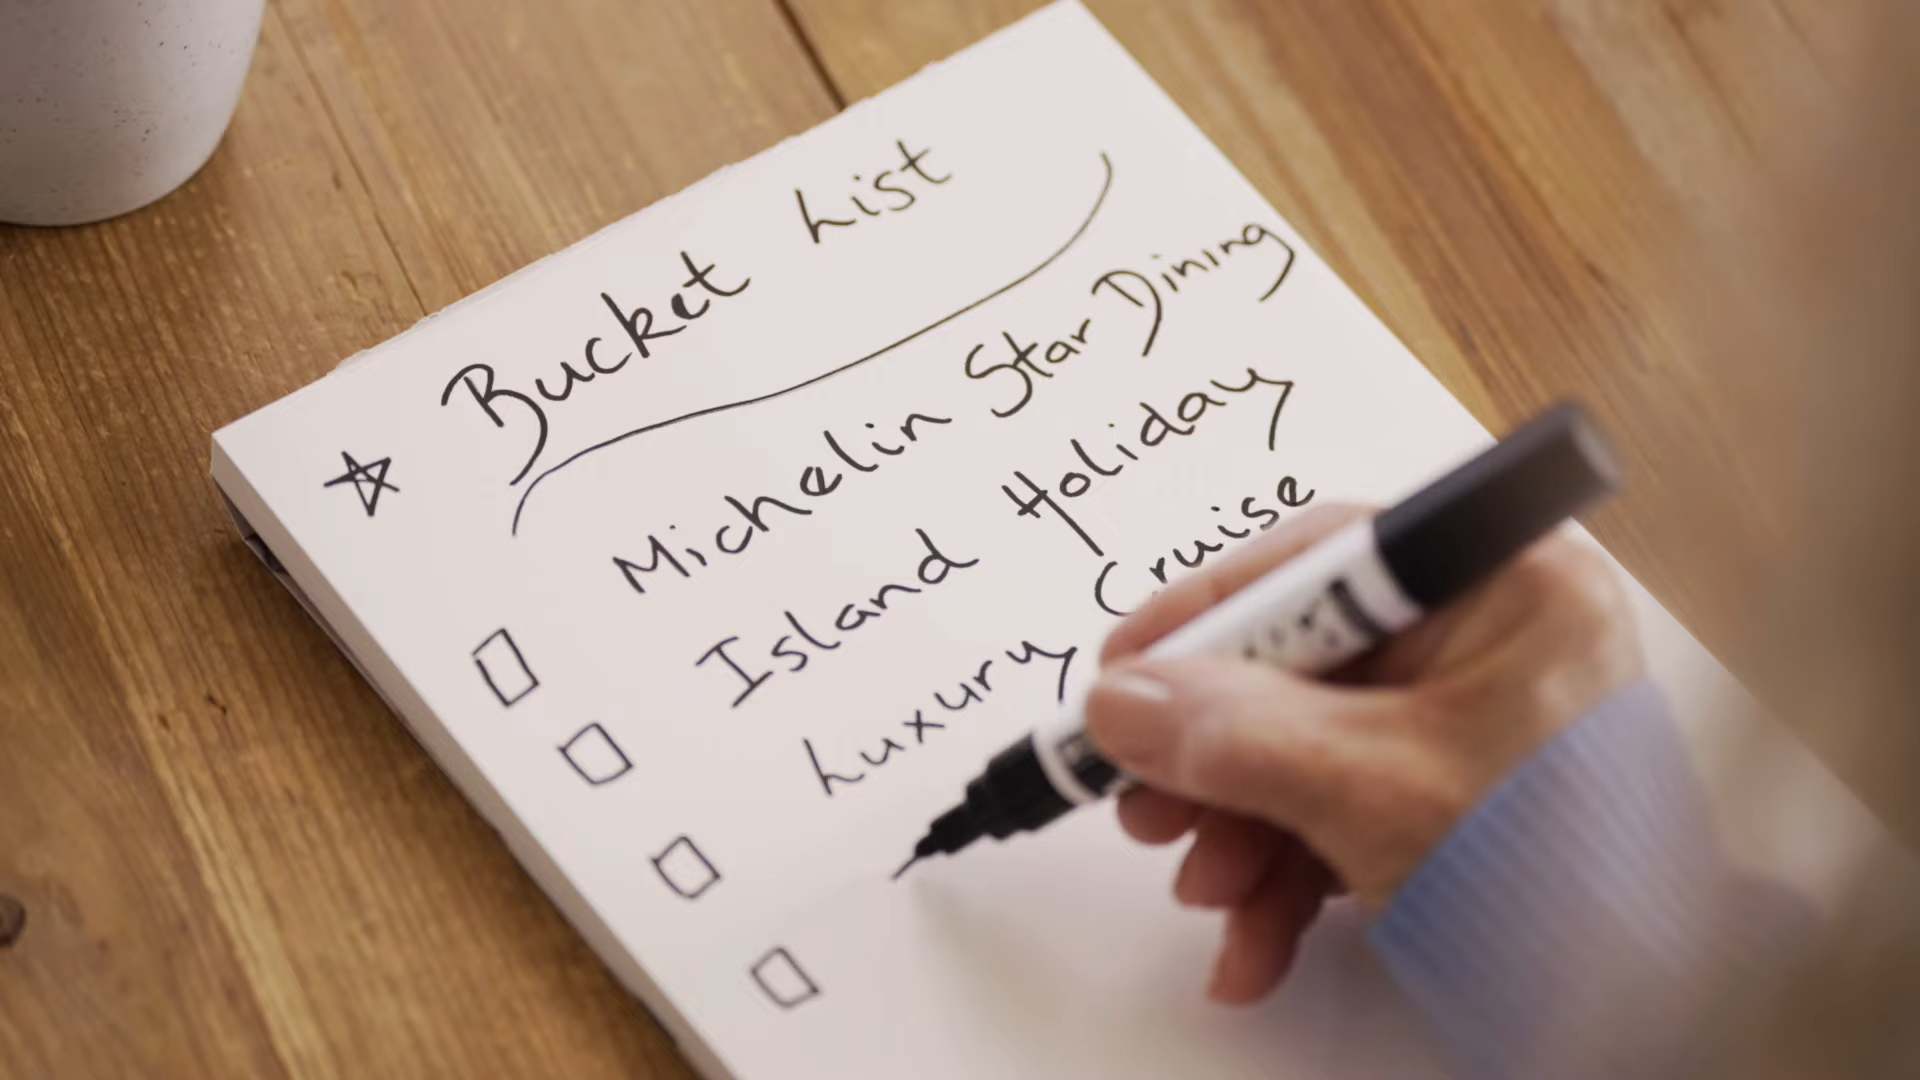 Bucket List
Michelin Star Dining
Island Holiday
Luxury Cruise